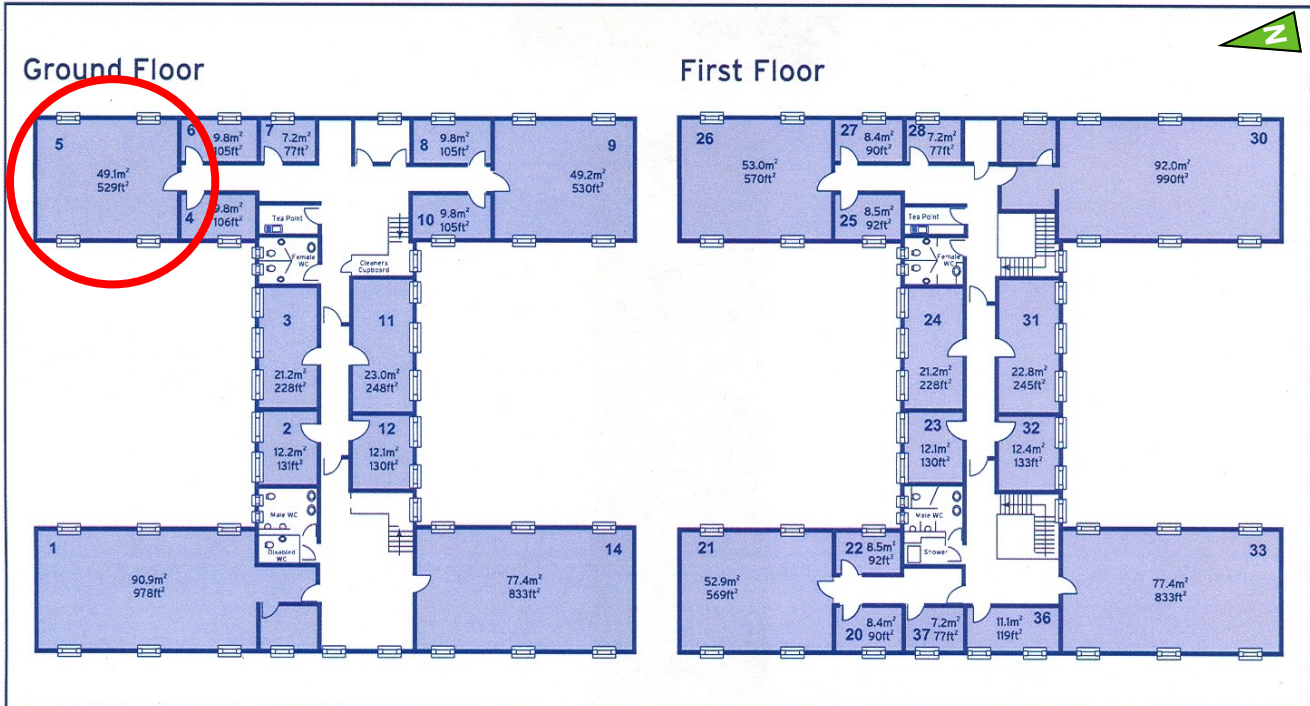 N
Ground Floor
First Floor
5
49.1m²
529ft²
6
9.8m²
105ft²
7
7.2m²
77ft²
8
9.8m²
105ft²
9
49.2m²
530ft²
4
9.8m²
106ft²
Tea Point
10
9.8m²
105ft²
Female
WC
Cleaners
Cupboard
3
21.2m²
228ft²
11
23.0m²
248ft²
2
12.2m²
131ft²
12
12.1m²
130ft²
Male WC
Disabled
WC
1
90.9m²
978ft²
14
77.4m²
833ft²
26
53.0m²
570ft²
27
8.4m²
90ft²
28
7.2m²
77ft²
30
92.0m²
990ft²
25
8.5m²
92ft²
Tea Point
Female
WC
24
21.2m²
228ft²
31
22.8m²
245ft²
23
12.1m²
130ft²
32
12.4m²
133ft²
Male WC
Shower
21
52.9m²
569ft²
22
8.5m²
92ft²
33
77.4m²
833ft²
20
8.4m²
90ft²
37
7.2m²
77ft²
11.1m²
119ft²
36